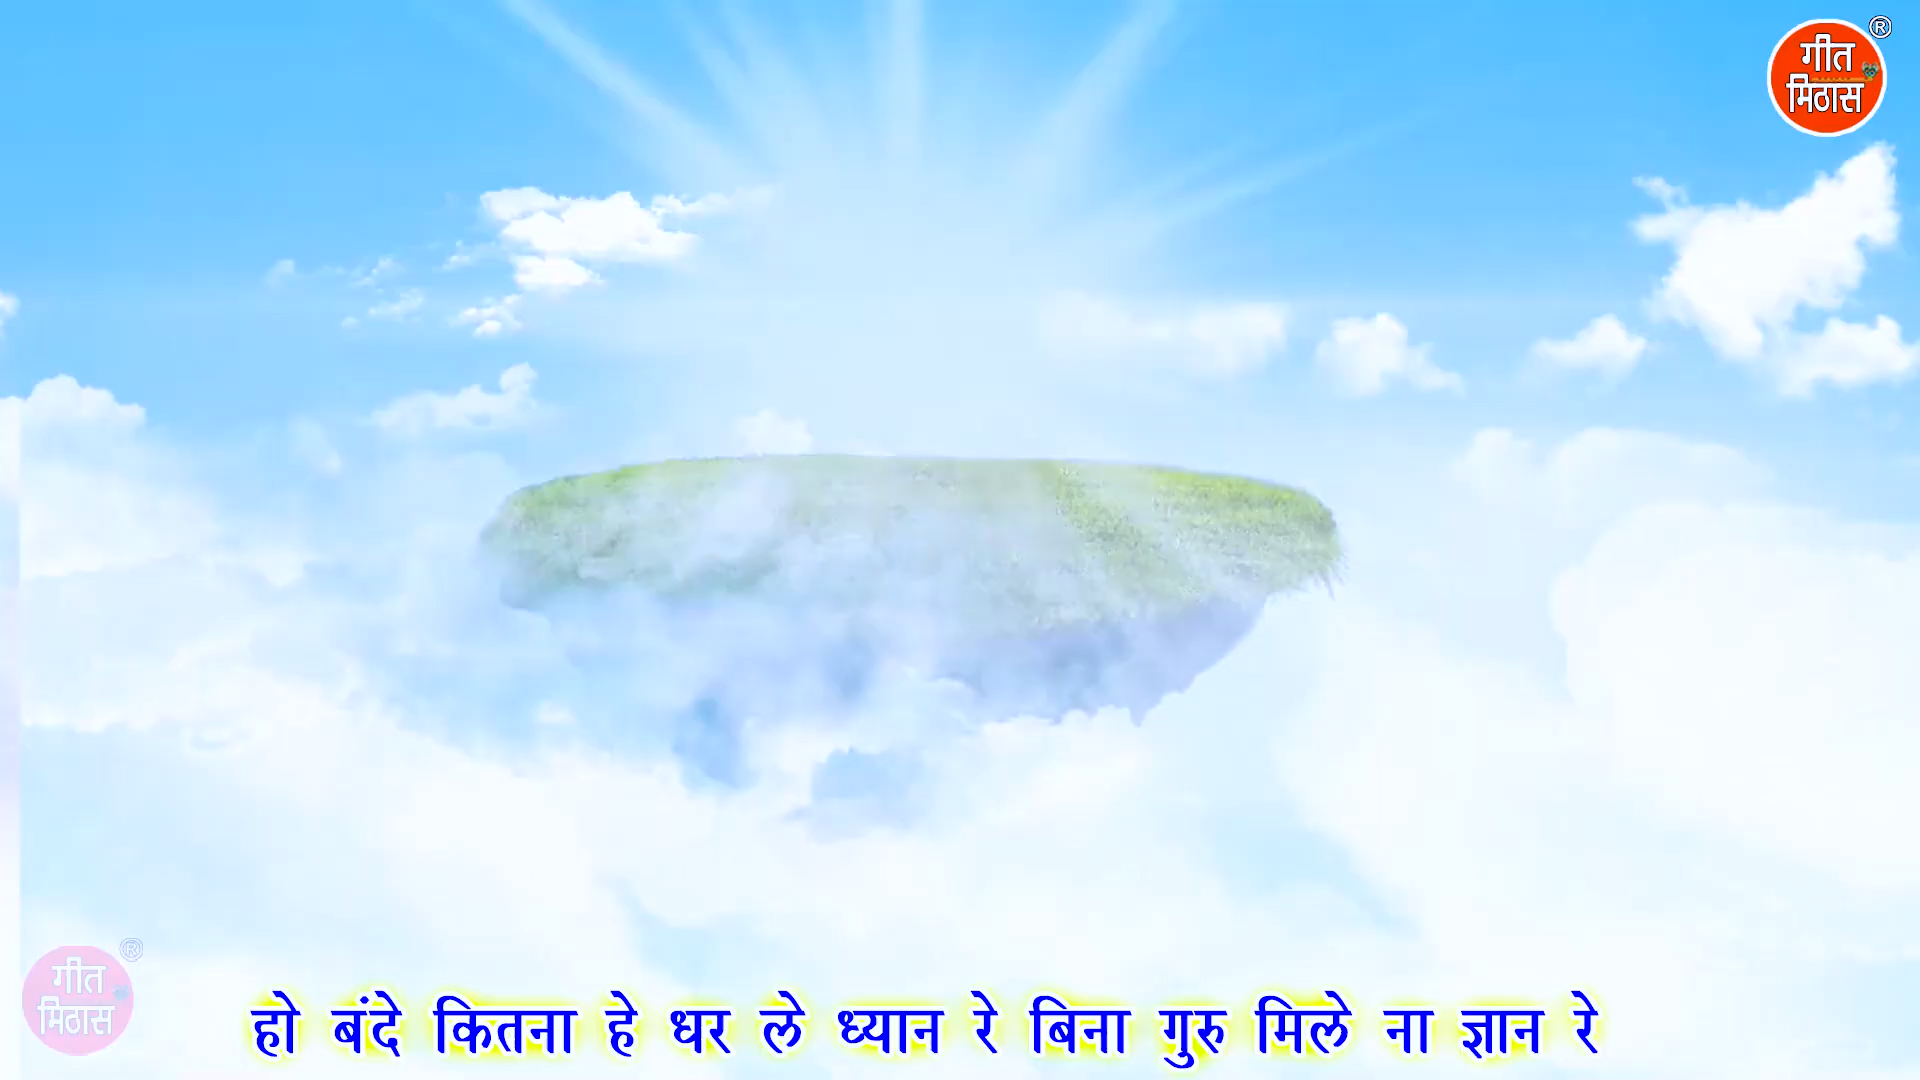 गीत
मिठास
®
गीत
मिठास
®
हो बंदे कितना हे धर ले ध्यान रे बिना गुरु मिले ना ज्ञान रे